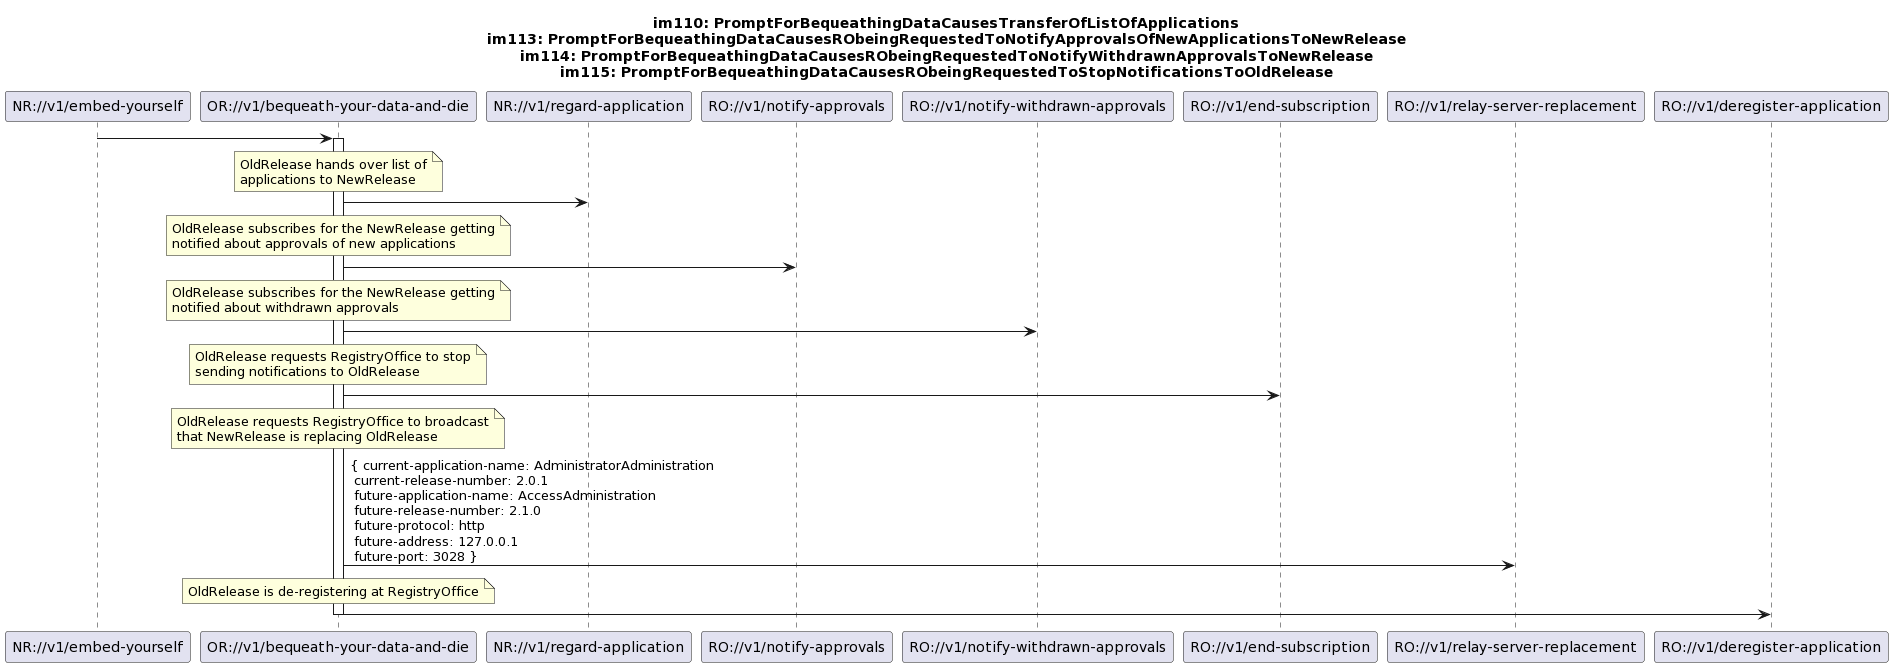 im110: PromptForBequeathingDataCausesTransferOfListOfApplications
im113: PromptForBequeathingDataCausesRObeingRequestedToNotifyApprovalsOfNewApplicationsToNewRelease
im114: PromptForBequeathingDataCausesRObeingRequestedToNotifyWithdrawnApprovalsToNewRelease
im115: PromptForBequeathingDataCausesRObeingRequestedToStopNotificationsToOldRelease
NR://v1/embed-yourself
OR://v1/bequeath-your-data-and-die
NR://v1/regard-application
RO://v1/notify-approvals
RO://v1/notify-withdrawn-approvals
RO://v1/end-subscription
RO://v1/relay-server-replacement
RO://v1/deregister-application
OldRelease hands over list of
applications to NewRelease
OldRelease subscribes for the NewRelease getting
notified about approvals of new applications
OldRelease subscribes for the NewRelease getting
notified about withdrawn approvals
OldRelease requests RegistryOffice to stop
sending notifications to OldRelease
OldRelease requests RegistryOffice to broadcast
that NewRelease is replacing OldRelease
{ current-application-name: AdministratorAdministration
current-release-number: 2.0.1
future-application-name: AccessAdministration
future-release-number: 2.1.0
future-protocol: http
future-address: 127.0.0.1
future-port: 3028 }
OldRelease is de-registering at RegistryOffice
NR://v1/embed-yourself
OR://v1/bequeath-your-data-and-die
NR://v1/regard-application
RO://v1/notify-approvals
RO://v1/notify-withdrawn-approvals
RO://v1/end-subscription
RO://v1/relay-server-replacement
RO://v1/deregister-application